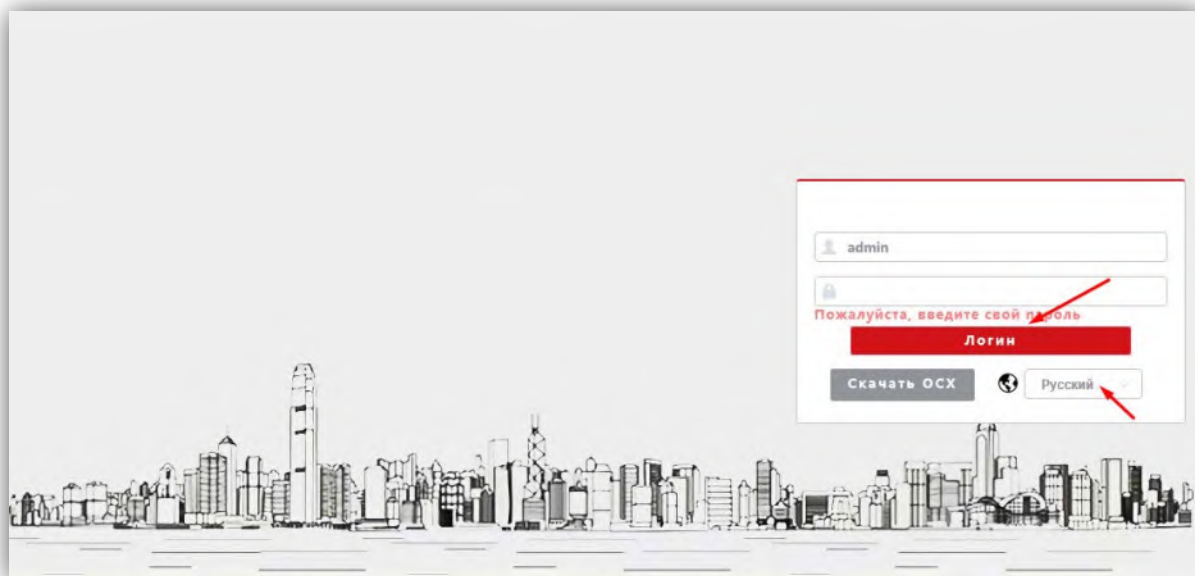 admin
Пожалуйста, введите свой пароль
Логин
Скачать OCX
Русский